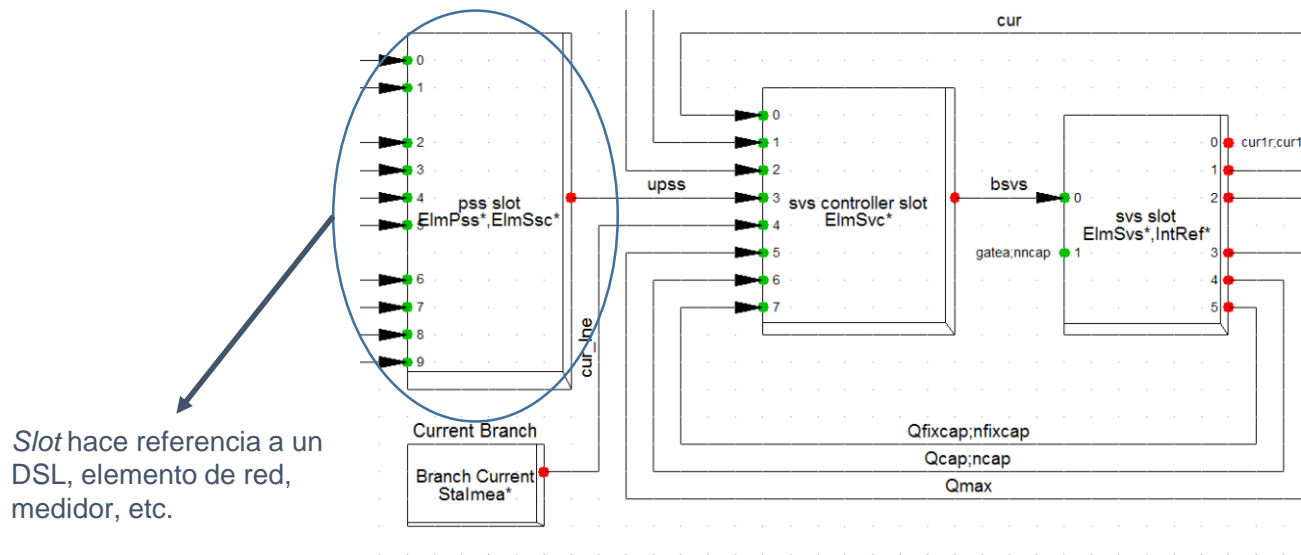 cur
0
1
2
3
4
5
6
7
8
9
pss slot
ElmPss*,ElmSsc*
upss
cur_lne
0
1
2
3
4
5
6
7
svs controller slot
ElmSvc*
bsvs
0
gatea;nncap 1
svs slot
ElmSvs*,IntRef*
0 cur1r;cur1
1
2
3
4
5
Slot hace referencia a un
DSL, elemento de red,
medidor, etc.
Current Branch
Branch Current
StaImea*
Qfixcap;nfixcap
Qcap;ncap
Qmax